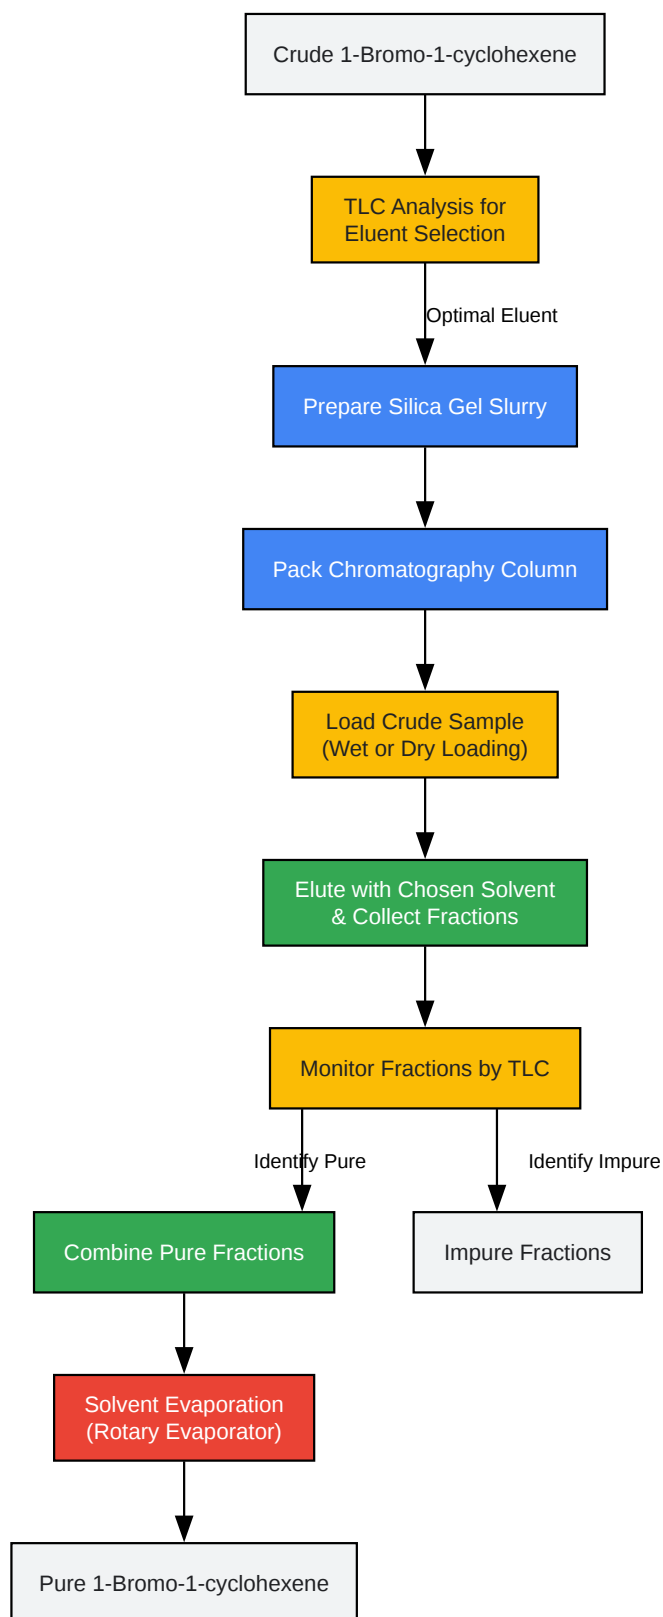 Crude 1-Bromo-1-cyclohexene
TLC Analysis for
Eluent Selection
Optimal Eluent
Prepare Silica Gel Slurry
Pack Chromatography Column
Load Crude Sample
(Wet or Dry Loading)
Elute with Chosen Solvent
& Collect Fractions
Monitor Fractions by TLC
Identify Pure
Identify Impure
Combine Pure Fractions
Impure Fractions
Solvent Evaporation
(Rotary Evaporator)
Pure 1-Bromo-1-cyclohexene